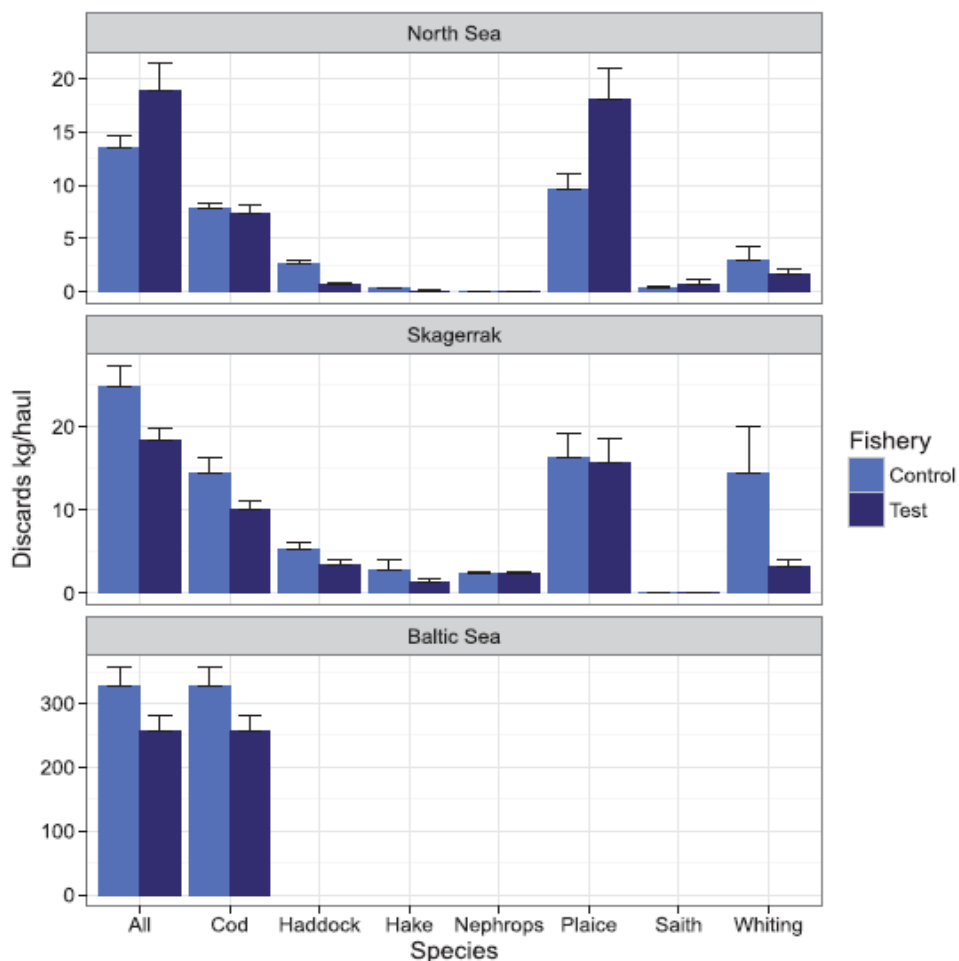 North Sea
20
15
10
5
0
Skagerrak
20
10
0
Baltic Sea
300
200
100
0
Discards kg/haul
All Cod Haddock Hake Nephrops Plaice Saith Whiting
Species
Fishery
Control
Test